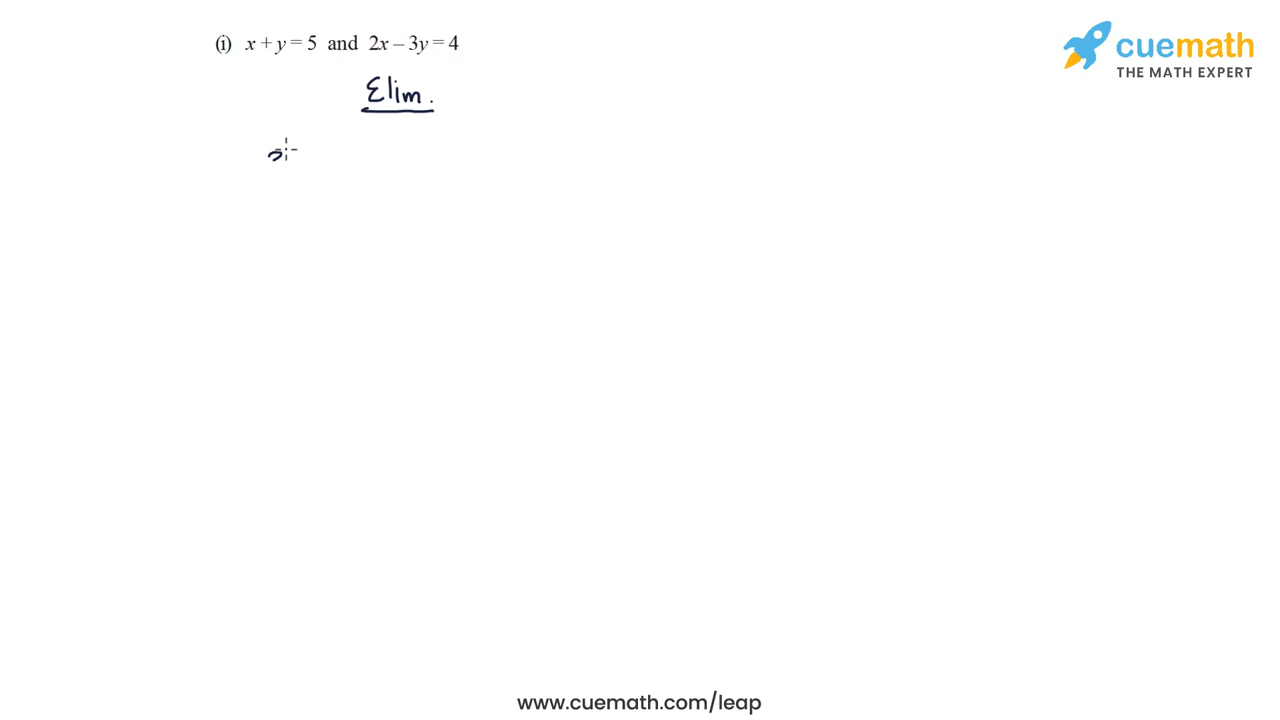 (i) x + y = 5 and 2x – 3y = 4
cuemath
THE MATH EXPERT
Elim.
www.cuemath.com/leap